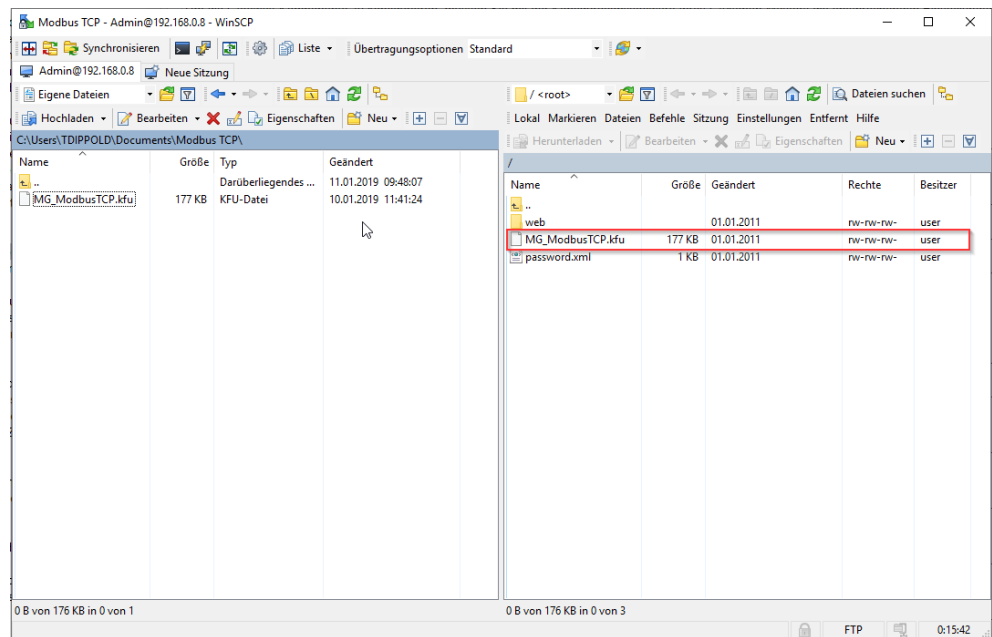 Modbus TCP - Admin@192.168.0.8 - WinSCP
Synchronisieren Liste Übertragungsoptionen Standard
Admin@192.168.0.8 Neue Sitzung
Eigene Dateien
Hochladen Bearbeiten Eigenschaften Neu
C:\Users\TDIPPOLD\Documents\Modbus TCP\
Name Größe Typ Geändert
.. Darüberliegendes ... 11.01.2019 09:48:07
MG_ModbusTCP.kfu 177 KB KFU-Datei 10.01.2019 11:41:24
0 B von 176 KB in 0 von 1
/ <root> Dateien suchen
Lokal Markieren Dateien Befehle Sitzung Einstellungen Entfernt Hilfe
Herunterladen Bearbeiten Eigenschaften Neu
/
Name Größe Geändert Rechte Besitzer
..
web 01.01.2011 rw-rw-rw- user
MG_ModbusTCP.kfu 177 KB 01.01.2011 rw-rw-rw- user
password.xml 1 KB 01.01.2011 rw-rw-rw- user
0 B von 176 KB in 0 von 3
FTP 0:15:42